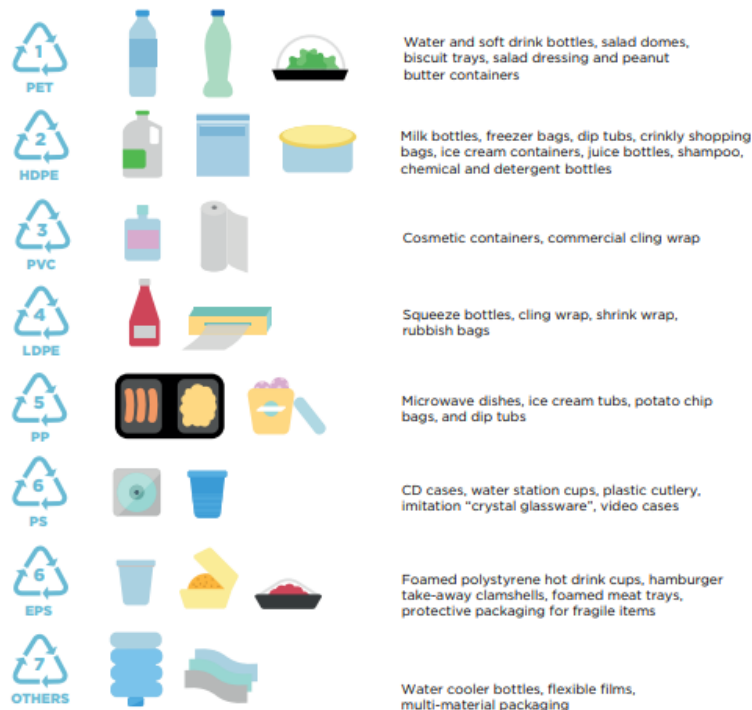 1
PET
Water and soft drink bottles, salad domes,
biscuit trays, salad dressing and peanut
butter containers
2
HDPE
Milk bottles, freezer bags, dip tubs, crinkly shopping
bags, ice cream containers, juice bottles, shampoo,
chemical and detergent bottles
3
PVC
Cosmetic containers, commercial cling wrap
4
LDPE
Squeeze bottles, cling wrap, shrink wrap,
rubbish bags
5
PP
Microwave dishes, ice cream tubs, potato chip
bags, and dip tubs
6
PS
CD cases, water station cups, plastic cutlery,
imitation “crystal glassware”, video cases
6
EPS
Foamed polystyrene hot drink cups, hamburger
take-away clamshells, foamed meat trays,
protective packaging for fragile items
7
OTHERS
Water cooler bottles, flexible films,
multi-material packaging